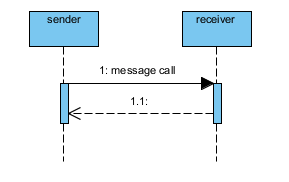 sender
receiver
1: message call
1.1: